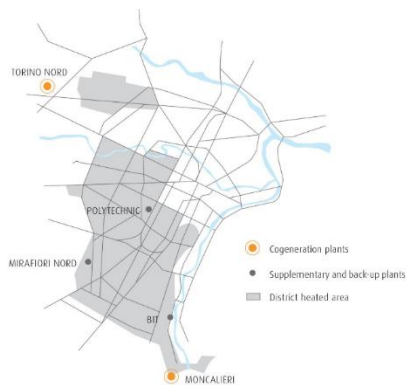 TORINO NORD
POLYTECHNIC
MIRAFIORI NORD
BIT
MONCALIERI
Cogeneration plants
Supplementary and back-up plants
District heated area